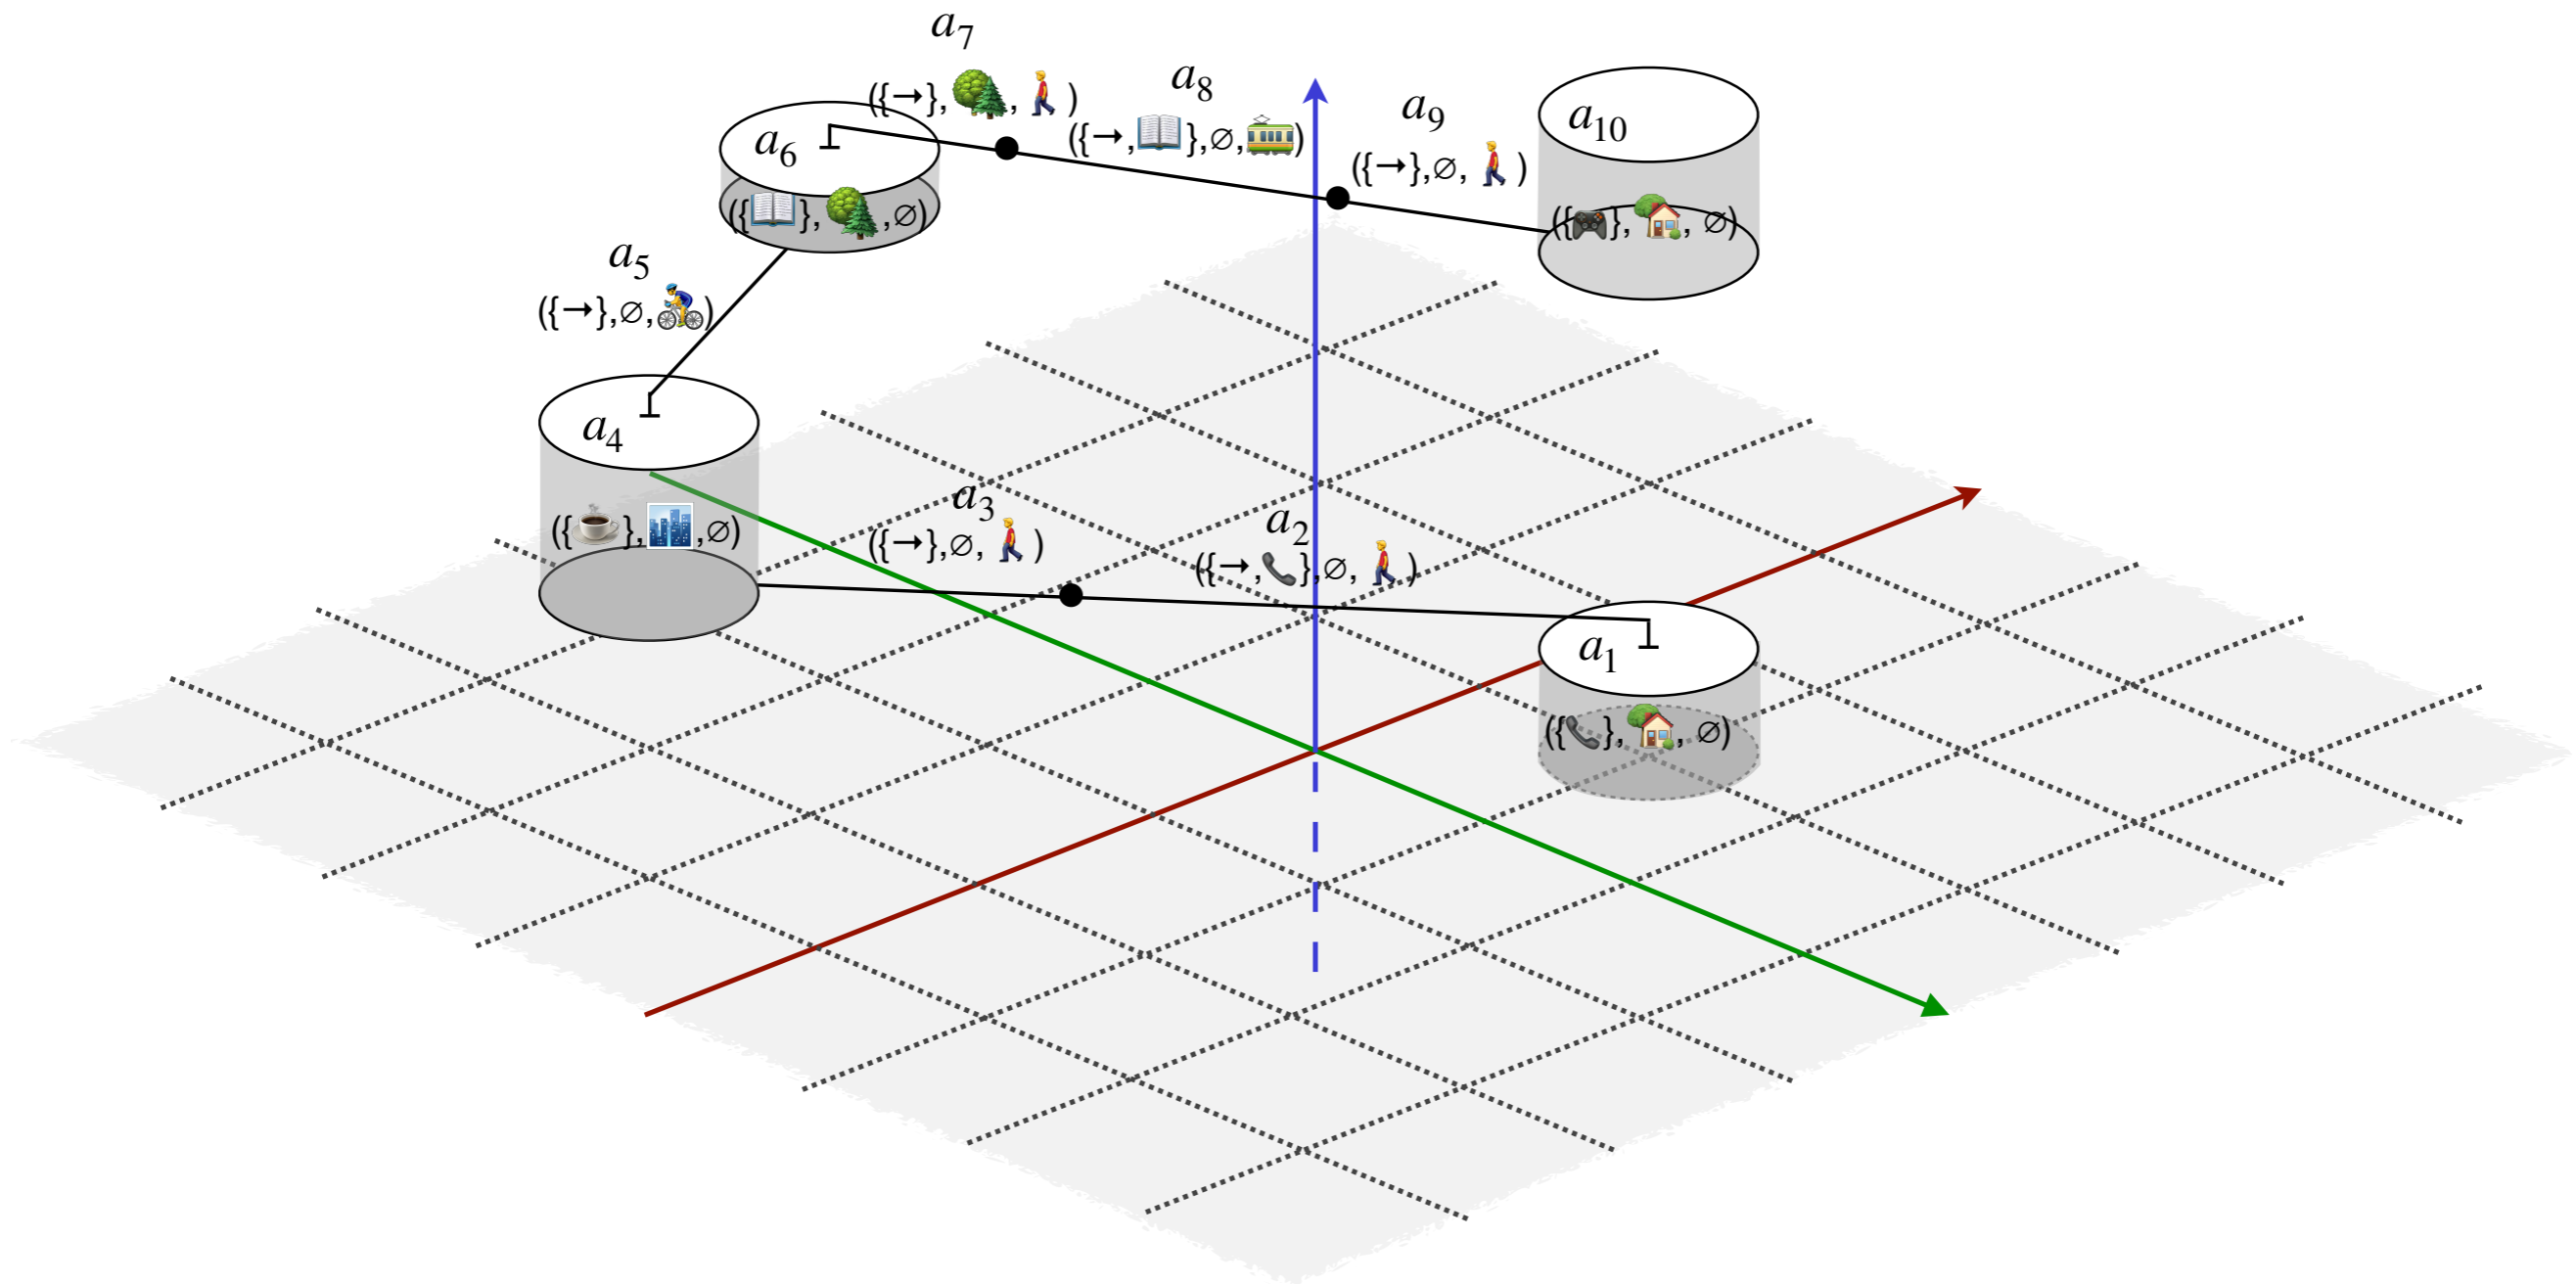 a7
({→},🌳🌲,🚶)
a8
({→,📖},∅,🚋)
a9
({→},∅,🚶)
a10
({🎮},🏡,∅)
a6
({📖},🌳🌲,∅)
a5
({→},∅,🚴)
a4
({☕},🏙,∅)
a3
({→},∅,🚶)
a2
({→,📞},∅,🚶)
a1
({📞},🏡,∅)